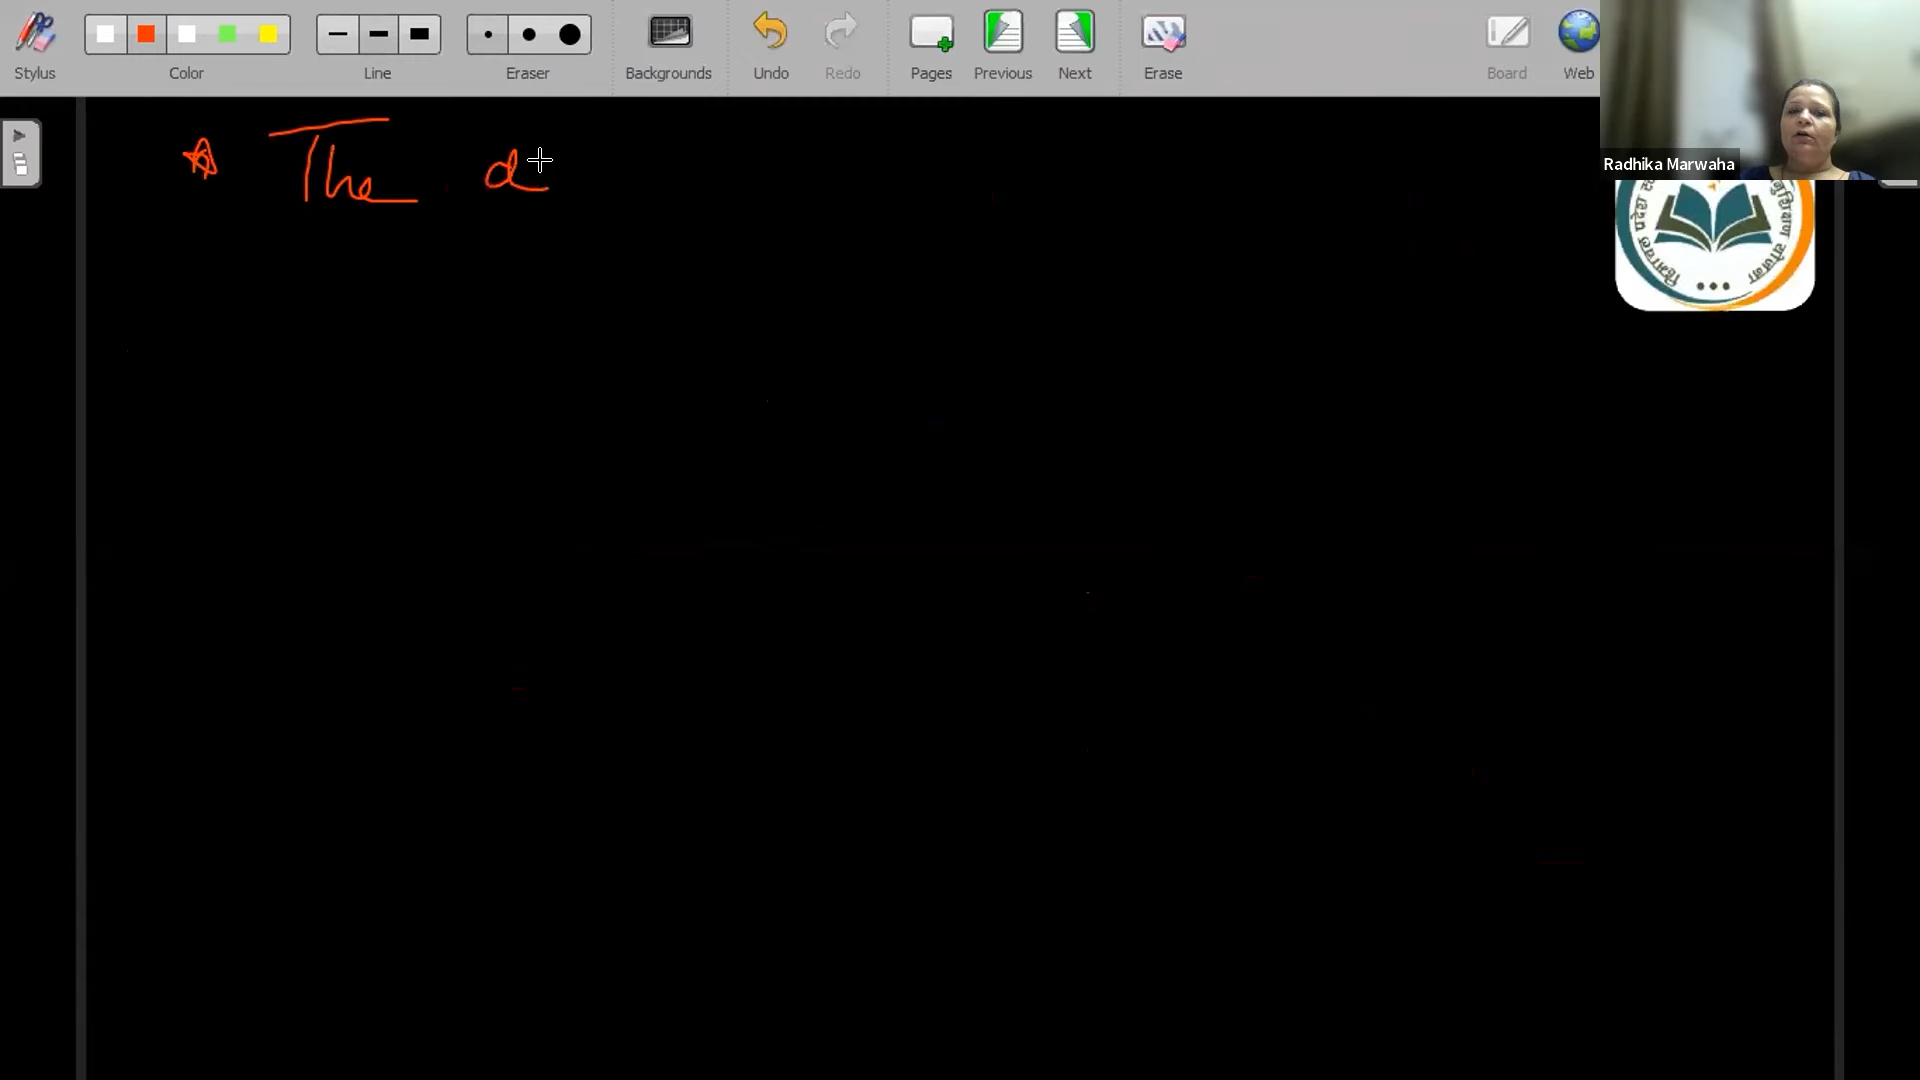 Stylus
Color
Line
Eraser
Backgrounds
Undo
Redo
Pages
Previous
Next
Erase
Board
Web
Radhika Marwaha
The d